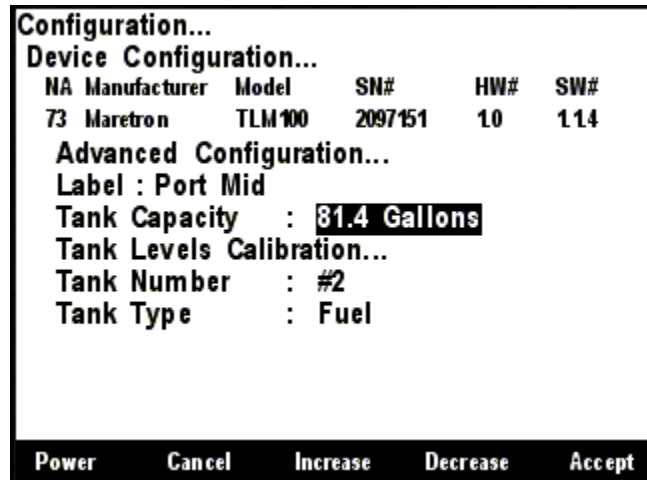 Configuration...
Device Configuration...
NA Manufacturer Model SN# HW# SW#
73 Maretron TLM100 2097151 1.0 1.1.4
Advanced Configuration...
Label : Port Mid
Tank Capacity : 81.4 Gallons
Tank Levels Calibration...
Tank Number : #2
Tank Type : Fuel
Power Cancel Increase Decrease Accept